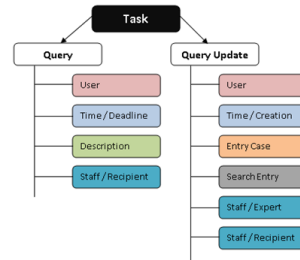 Task
Query
User
Time/Deadline
Description
Staff/Recipient
Query Update
User
Time/Creation
Entry Case
Search Entry
Staff/Expert
Staff/Recipient